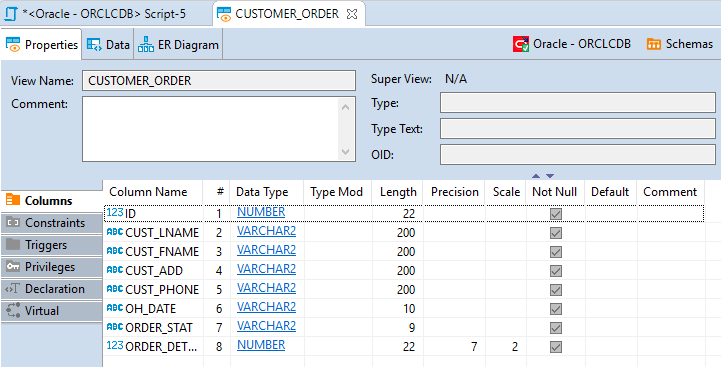 *<Oracle - ORCLCDB> Script-5 CUSTOMER_ORDER
Properties Data ER Diagram Oracle - ORCLCDB Schemas
View Name: CUSTOMER_ORDER Super View: N/A
Comment: Type:
Type Text:
OID:
Columns
Constraints
Triggers
Privileges
Declaration
Virtual
Column Name # Data Type Type Mod Length Precision Scale Not Null Default Comment
123 ID 1 NUMBER 22
ABC CUST_LNAME 2 VARCHAR2 200
ABC CUST_FNAME 3 VARCHAR2 200
ABC CUST_ADD 4 VARCHAR2 200
ABC CUST_PHONE 5 VARCHAR2 200
ABC OH_DATE 6 VARCHAR2 10
ABC ORDER_STAT 7 VARCHAR2 9
123 ORDER_DET... 8 NUMBER 22 7 2